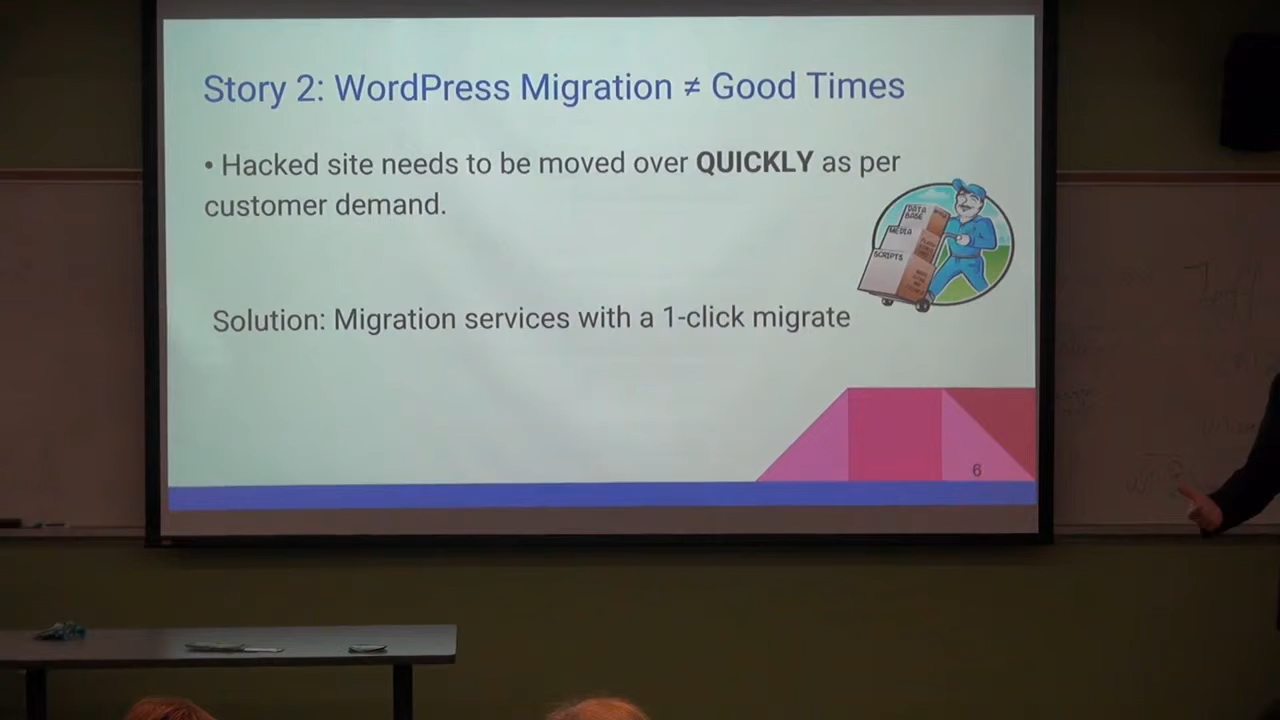 Story 2: WordPress Migration ≠ Good Times
• Hacked site needs to be moved over QUICKLY as per
customer demand.
DATA
BASE
MEDIA
SCRIPTS
Solution: Migration services with a 1-click migrate
6